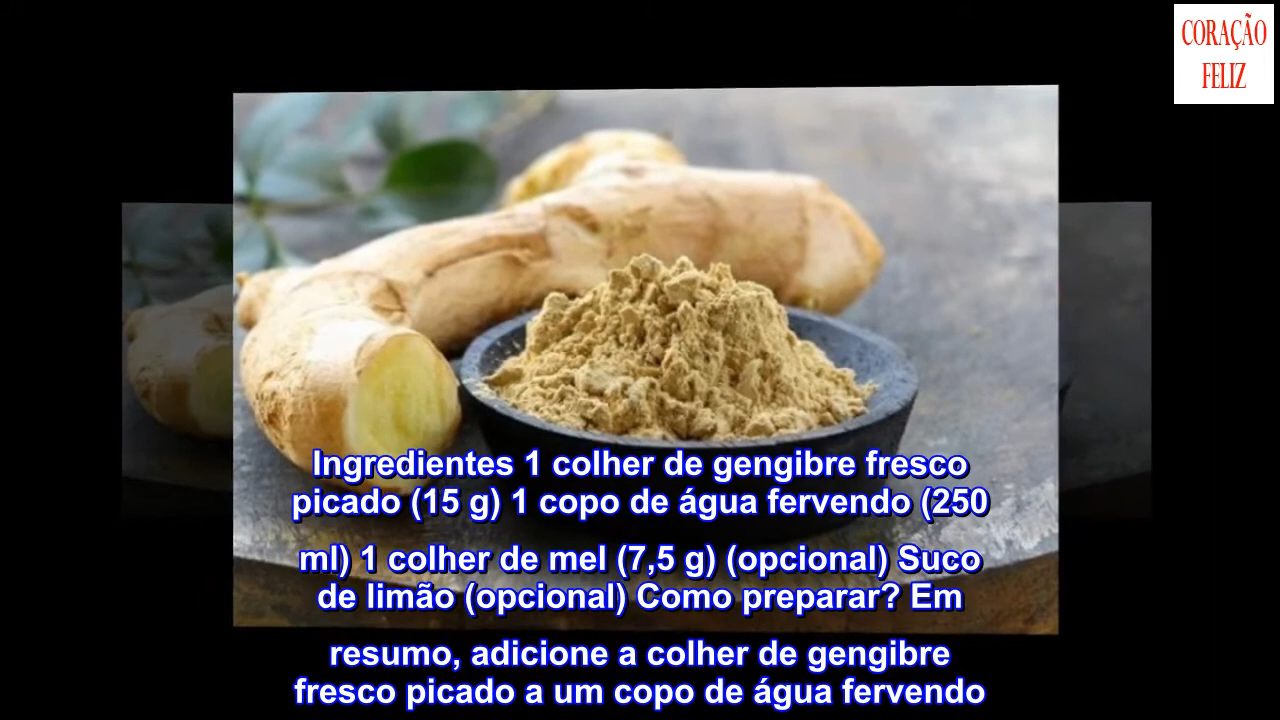 CORAÇÃO
FELIZ
Ingredientes 1 colher de gengibre fresco
picado (15 g) 1 copo de água fervendo (250
ml) 1 colher de mel (7,5 g) (opcional) Suco
de limão (opcional) Como preparar? Em
resumo, adicione a colher de gengibre
fresco picado a um copo de água fervendo